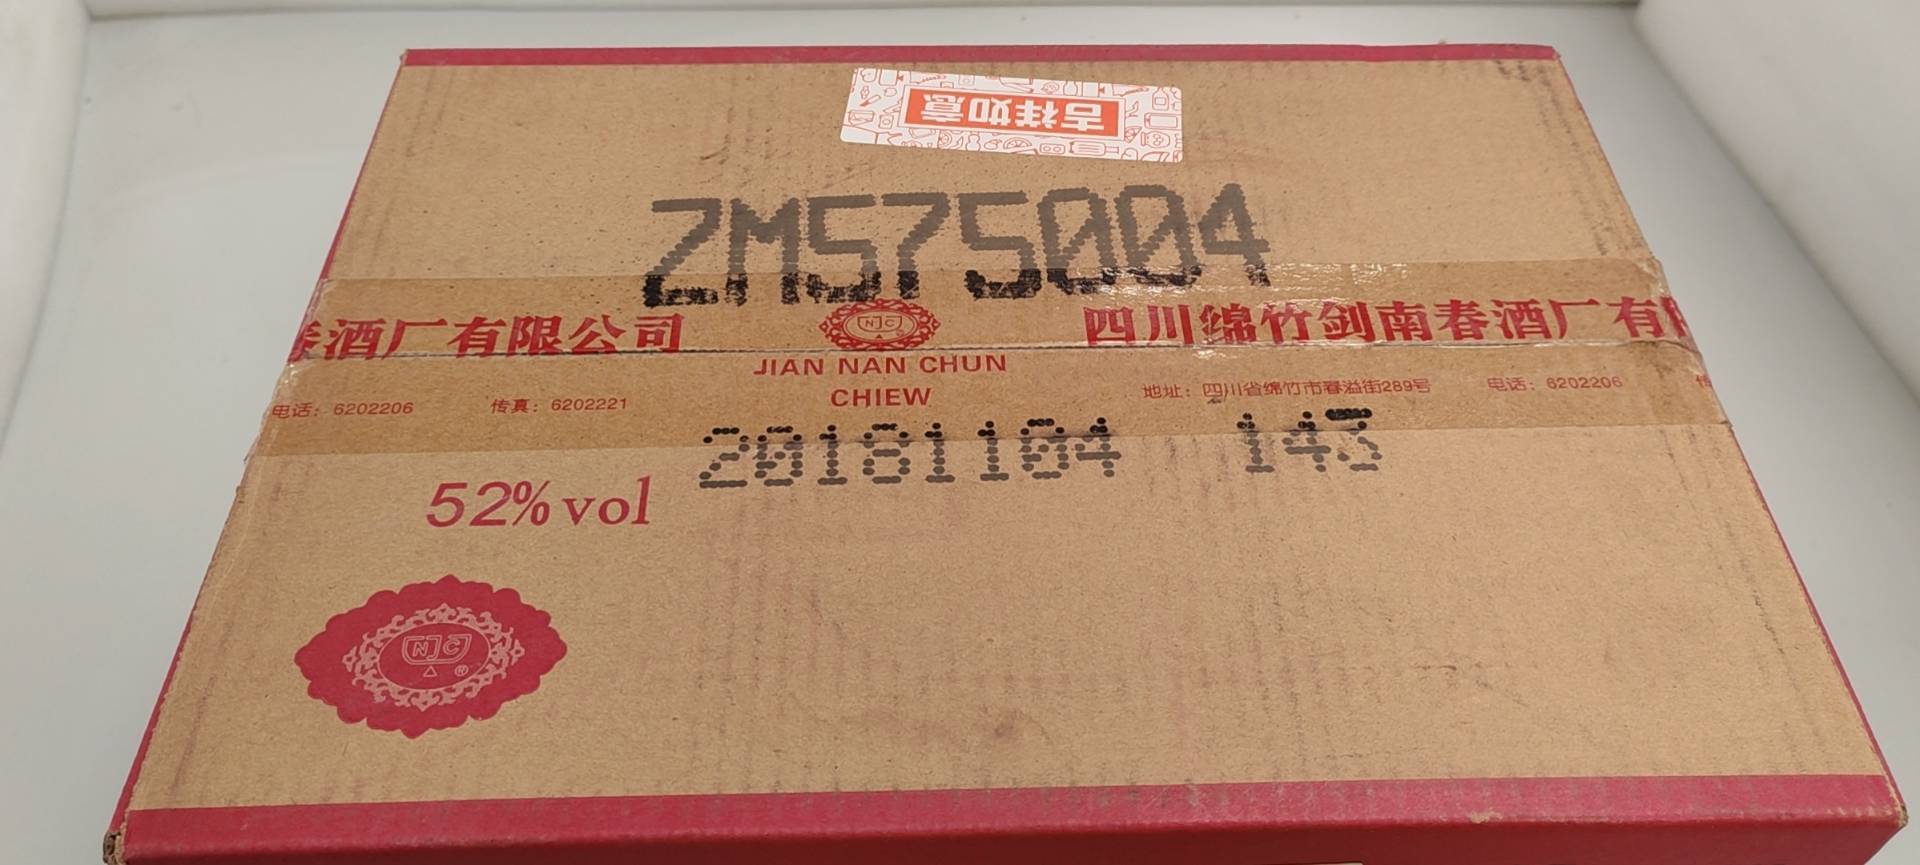 吉祥如意
ZM575004
春酒厂有限公司
NJC
四川绵竹剑南春酒厂有
JIAN NAN CHUN
CHIEW
电话：6202206
传真：6202221
地址：四川省绵竹市春溢街289号
电话：6202206
20181104 143
52%vol
NJC
®